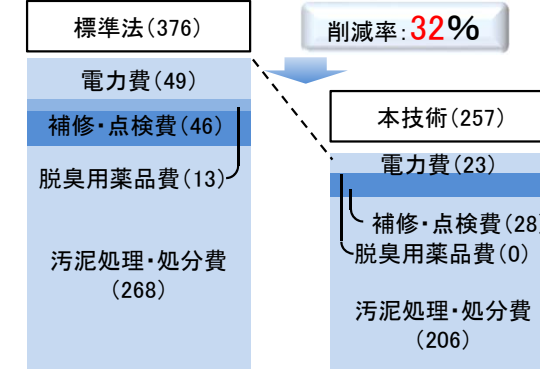 標準法(376)
削減率:32%
電力費(49)
補修・点検費(46)
脱臭用薬品費(13)
汚泥処理・処分費
(268)
本技術(257)
電力費(23)
補修・点検費(28)
脱臭用薬品費(0)
汚泥処理・処分費
(206)